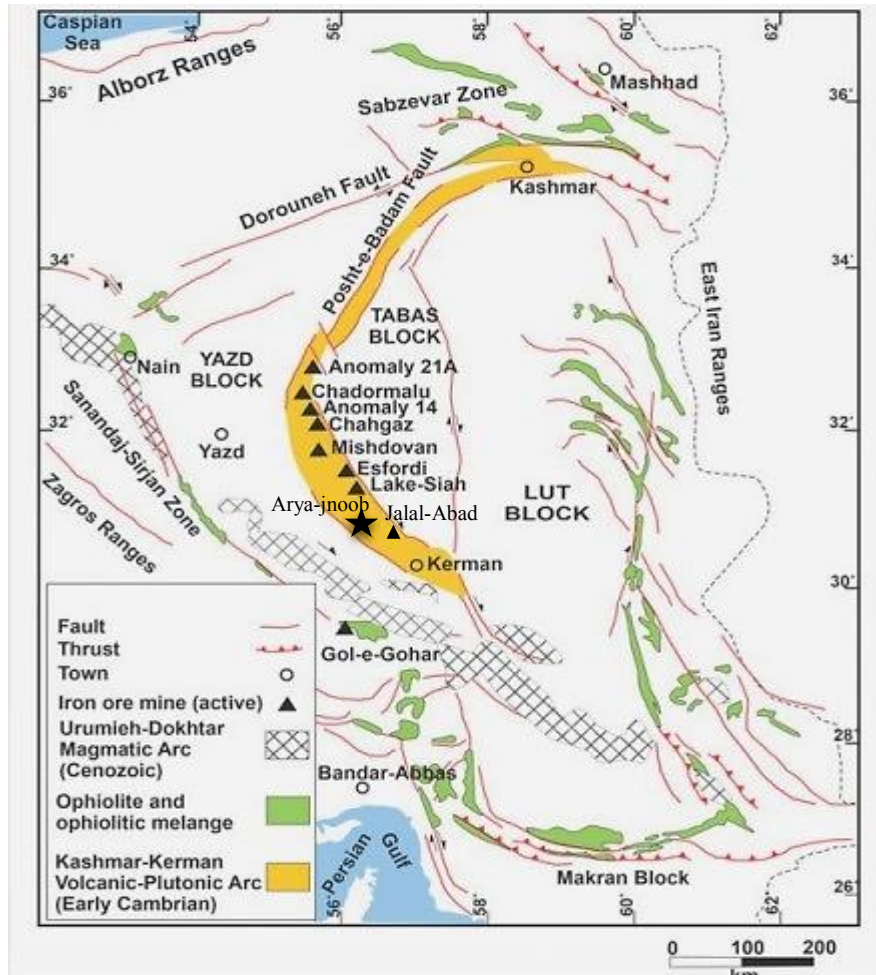 Caspian
Sea
54°
56°
58°
60°
62°
Alborz Ranges
36°
36°
Mashhad
Sabzevar Zone
Kashmar
Dorouneh Fault
Posht-e-Badam Fault
34°
34°
East Iran Ranges
TABAS
BLOCK
Nain
YAZD
BLOCK
Anomaly 21A
Chadormalu
Anomaly 14
Chahgaz
Mishdovan
Esfordi
Lake-Siah
32°
32°
Yazd
Sanandaj-Sirjan Zone
Zagros Ranges
LUT
BLOCK
Arya-jnoob
Jalal-Abad
Kerman
30°
Gol-e-Gohar
28°
Bandar-Abbas
Persian Gulf
Makran Block
26°
56°
58°
60°
62°
Fault
Thrust
Town
Iron ore mine (active)
Urumieh-Dokhtar
Magmatic Arc
(Cenozoic)
Ophiolite and
ophiolitic melange
Kashmar-Kerman
Volcanic-Plutonic Arc
(Early Cambrian)
0 100 200
km